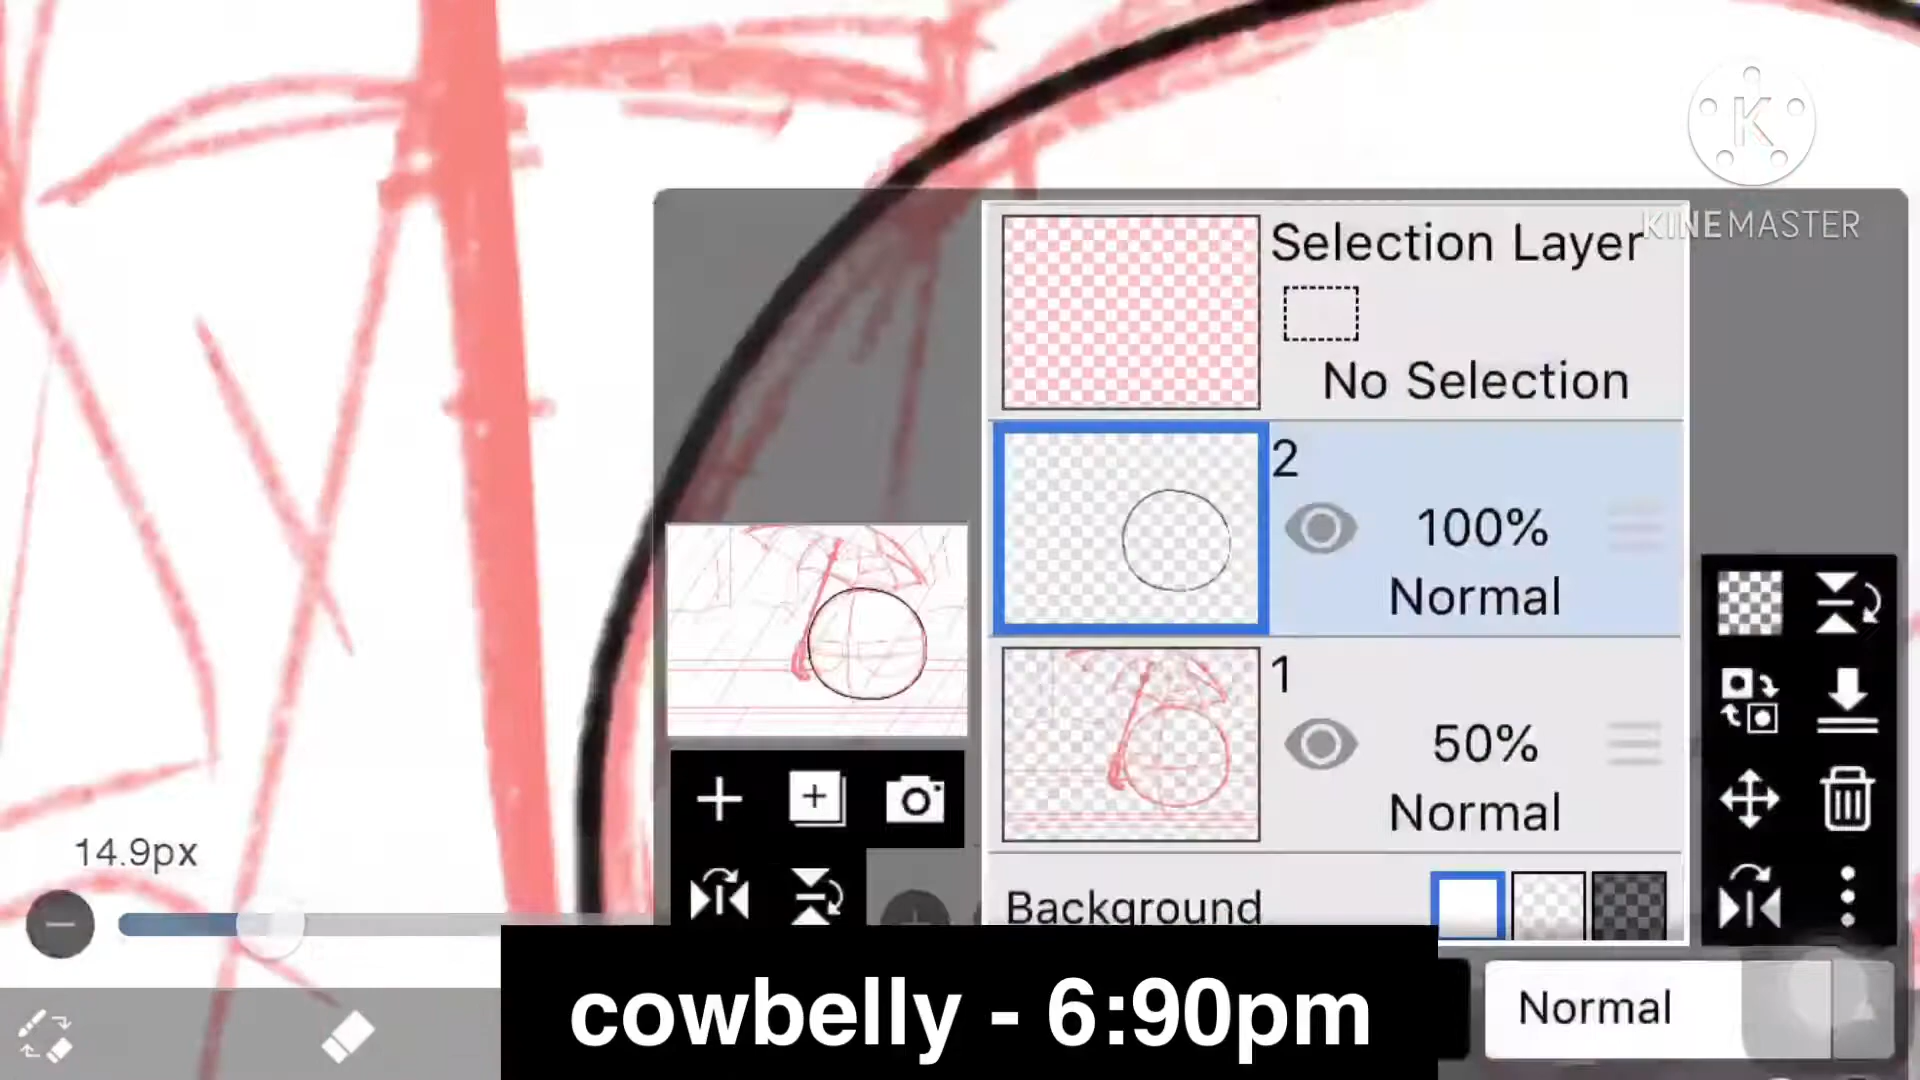 K
KINEMASTER
Selection Layer
No Selection
2
100%
Normal
1
50%
Normal
Background
14.9px
Normal
cowbelly - 6:90pm